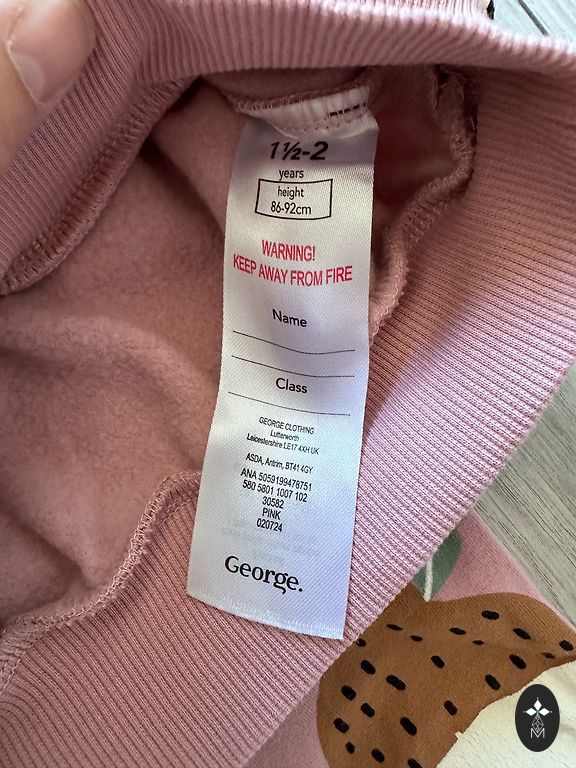 1½-2
years
height
86-92cm
WARNING!
KEEP AWAY FROM FIRE
Name
Class
GEORGE CLOTHING
Lutterworth
Leicestershire LE17 4XH UK
ASDA, Antrim, BT41 4GY
ANA 5059199478751
580 5801 1007 102
30582
PINK
020724
George.
M